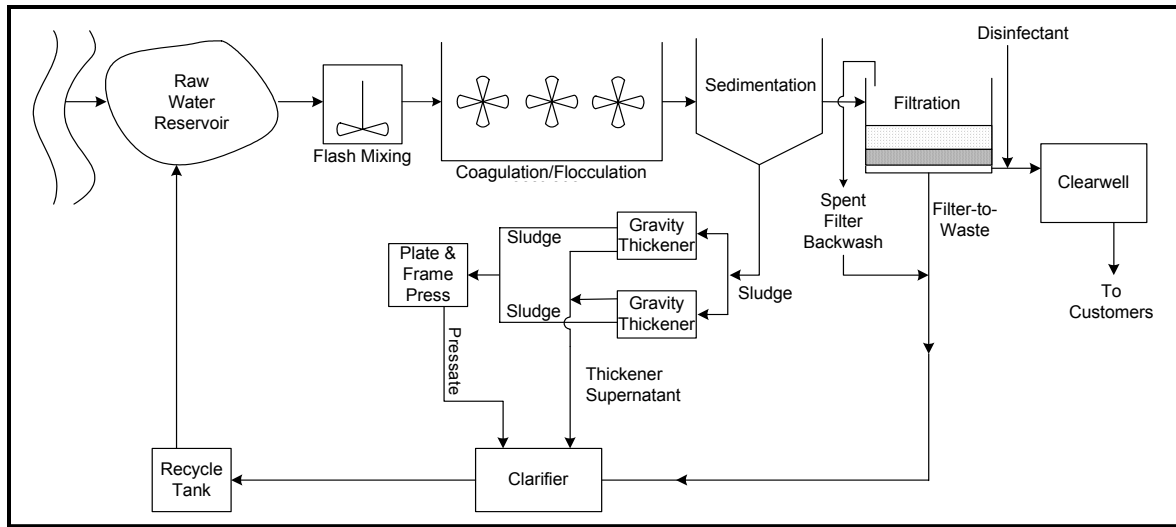 Raw
Water
Reservoir
Flash Mixing
Coagulation/Flocculation
Sedimentation
Filtration
Disinfectant
Clearwell
To
Customers
Spent
Filter
Backwash
Filter-to-
Waste
Sludge
Gravity
Thickener
Gravity
Thickener
Sludge
Sludge
Plate &
Frame
Press
Pressate
Thickener
Supernatant
Clarifier
Recycle
Tank